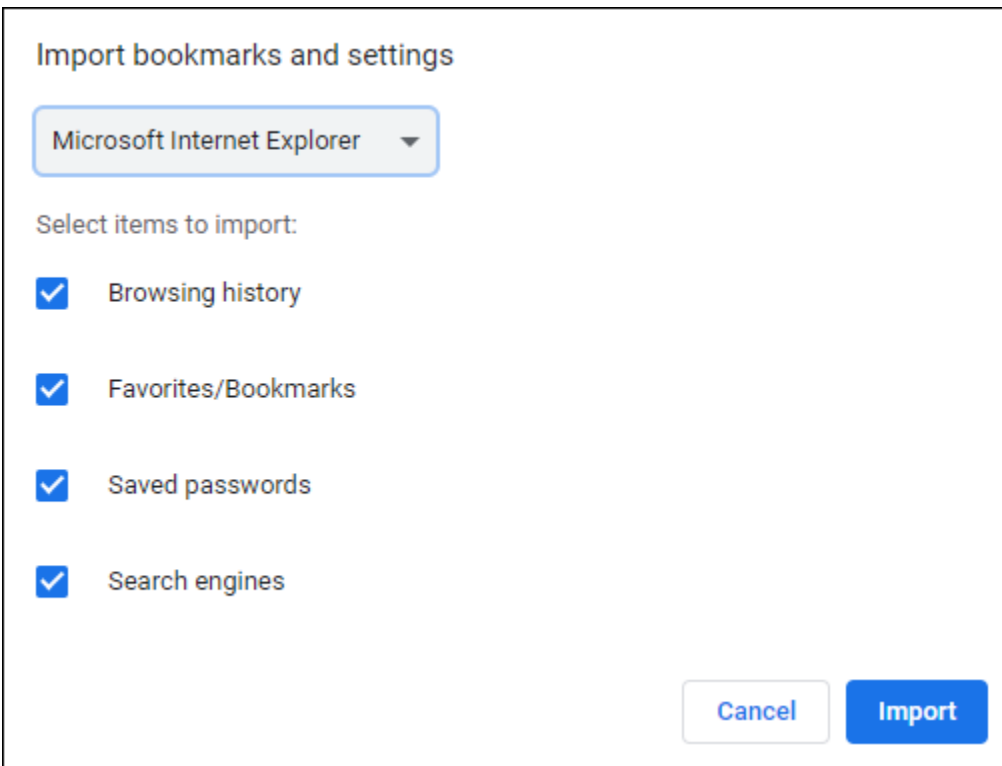 Import bookmarks and settings
Microsoft Internet Explorer
Select items to import:
Browsing history
Favorites/Bookmarks
Saved passwords
Search engines
Cancel Import